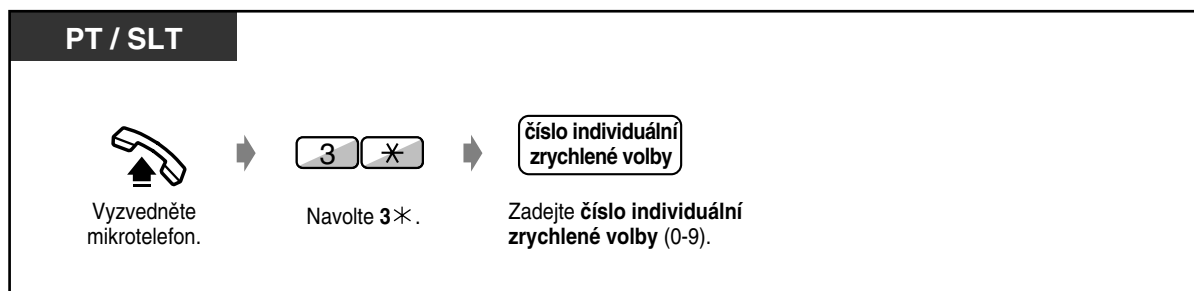 PT / SLT
3 ✳
číslo individuální
zrychlené volby
Vyzvedněte
mikrotelefon.
Navolte 3✳.
Zadejte číslo individuální
zrychlené volby (0-9).